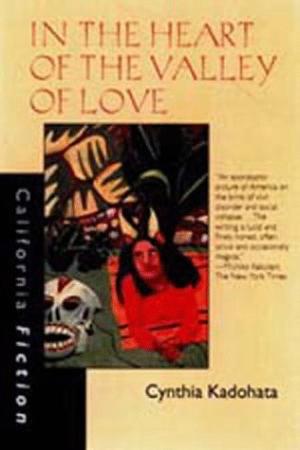 IN THE HEART
OF THE VALLEY
OF LOVE
"An apocalyptic
picture of America on
the brink of civil
disorder and social
collapse. ...The
writing is lucid and
finely honed, often
lyrical and occasionally
magical."
—Michiko Kakutani,
The New York Times
California Fiction
Cynthia Kadohata